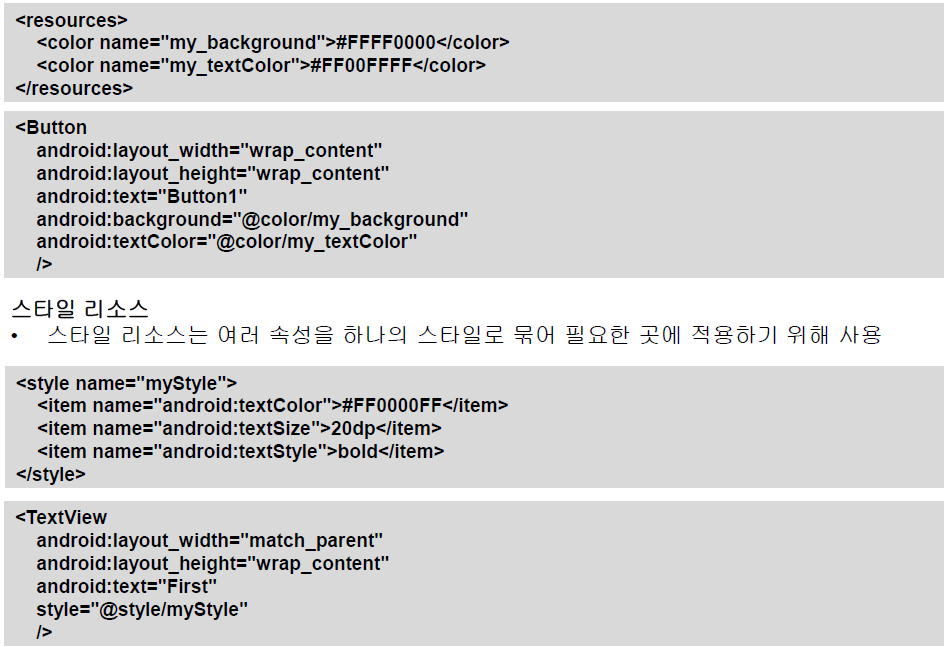 <resources>
<color name="my_background">#FFFF0000</color>
<color name="my_textColor">#FF00FFFF</color>
</resources>
<Button
android:layout_width="wrap_content"
android:layout_height="wrap_content"
android:text="Button1"
android:background="@color/my_background"
android:textColor="@color/my_textColor"
/>
스타일 리소스
• 스타일 리소스는 여러 속성을 하나의 스타일로 묶어 필요한 곳에 적용하기 위해 사용
<style name="myStyle">
<item name="android:textColor">#FF0000FF</item>
<item name="android:textSize">20dp</item>
<item name="android:textStyle">bold</item>
</style>
<TextView
android:layout_width="match_parent"
android:layout_height="wrap_content"
android:text="First"
style="@style/myStyle"
/>